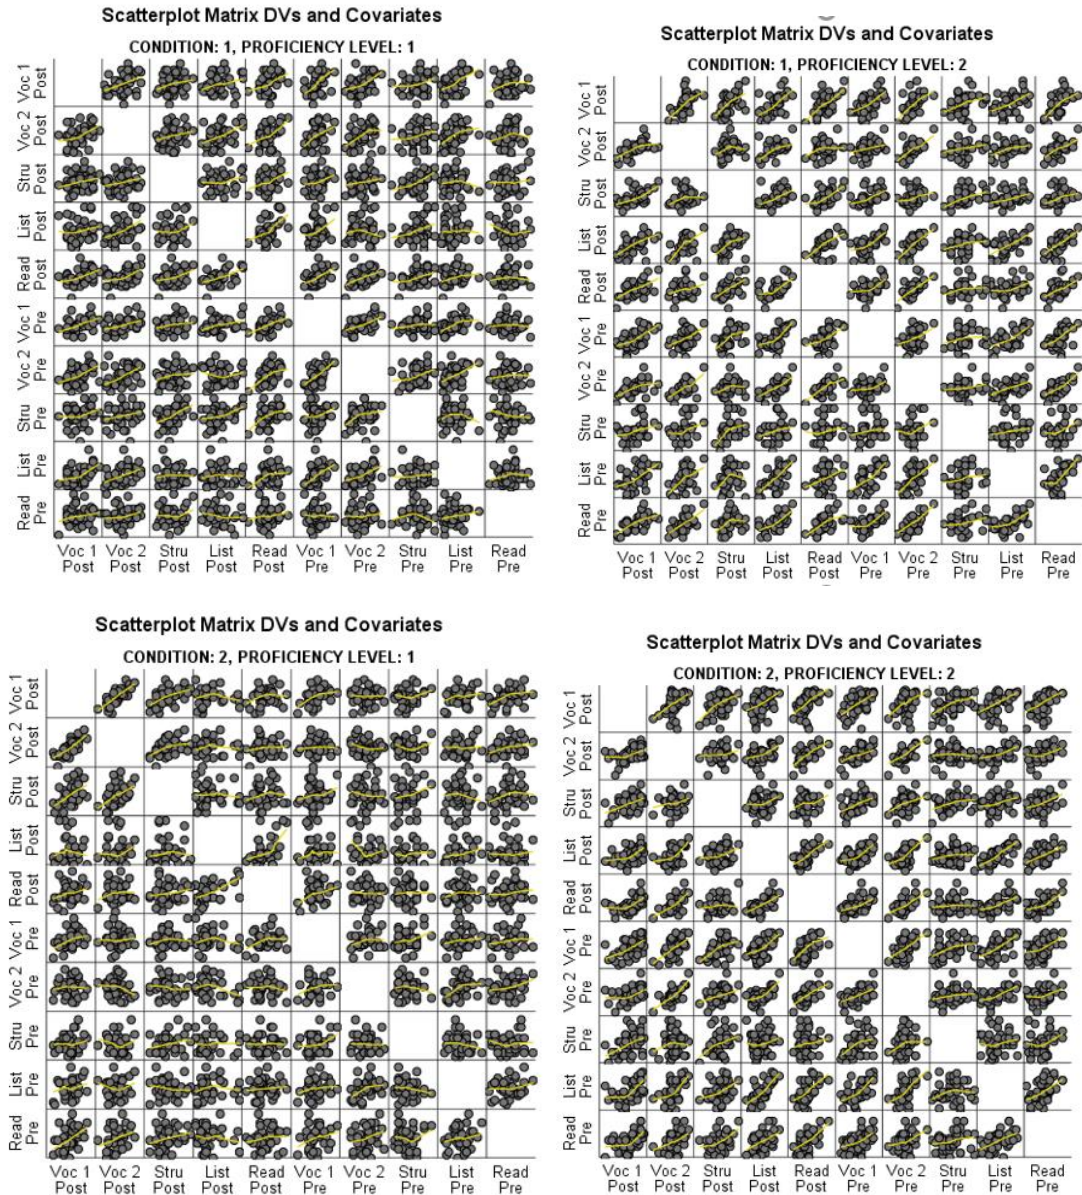 Scatterplot Matrix DVs and Covariates
CONDITION: 1, PROFICIENCY LEVEL: 1
Voc 1 Post
Voc 2 Post
Stru Post
List Post
Read Post
Voc 1 Pre
Voc 2 Pre
Stru Pre
List Pre
Read Pre
Voc 1 Voc 2 Stru List Read Voc 1 Voc 2 Stru List Read
Post Post Post Post Post Pre Pre Pre Pre Pre
Scatterplot Matrix DVs and Covariates
CONDITION: 1, PROFICIENCY LEVEL: 2
Voc 1 Post
Voc 2 Post
Stru Post
List Post
Read Post
Voc 1 Pre
Voc 2 Pre
Stru Pre
List Pre
Read Pre
Voc 1 Voc 2 Stru List Read Voc 1 Voc 2 Stru List Read
Post Post Post Post Post Pre Pre Pre Pre Pre
Scatterplot Matrix DVs and Covariates
CONDITION: 2, PROFICIENCY LEVEL: 1
Voc 1 Post
Voc 2 Post
Stru Post
List Post
Read Post
Voc 1 Pre
Voc 2 Pre
Stru Pre
List Pre
Read Pre
Voc 1 Voc 2 Stru List Read Voc 1 Voc 2 Stru List Read
Post Post Post Post Post Pre Pre Pre Pre Pre
Scatterplot Matrix DVs and Covariates
CONDITION: 2, PROFICIENCY LEVEL: 2
Voc 1 Post
Voc 2 Post
Stru Post
List Post
Read Post
Voc 1 Pre
Voc 2 Pre
Stru Pre
List Pre
Read Pre
Voc 1 Voc 2 Stru List Read Voc 1 Voc 2 Stru List Read
Post Post Post Post Post Pre Pre Pre Pre Pre